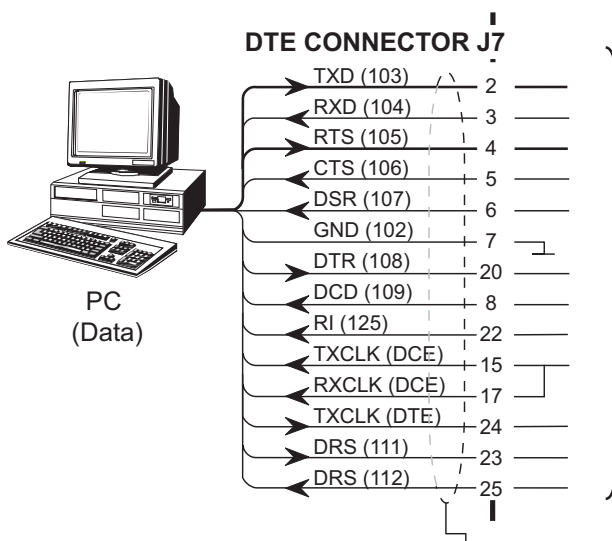 DTE CONNECTOR J7
TXD (103) 2
RXD (104) 3
RTS (105) 4
CTS (106) 5
DSR (107) 6
GND (102) 7
DTR (108) 20
DCD (109) 8
RI (125) 22
TXCLK (DCE) 15
RXCLK (DCE) 17
TXCLK (DTE) 24
DRS (111) 23
DRS (112) 25
PC
(Data)